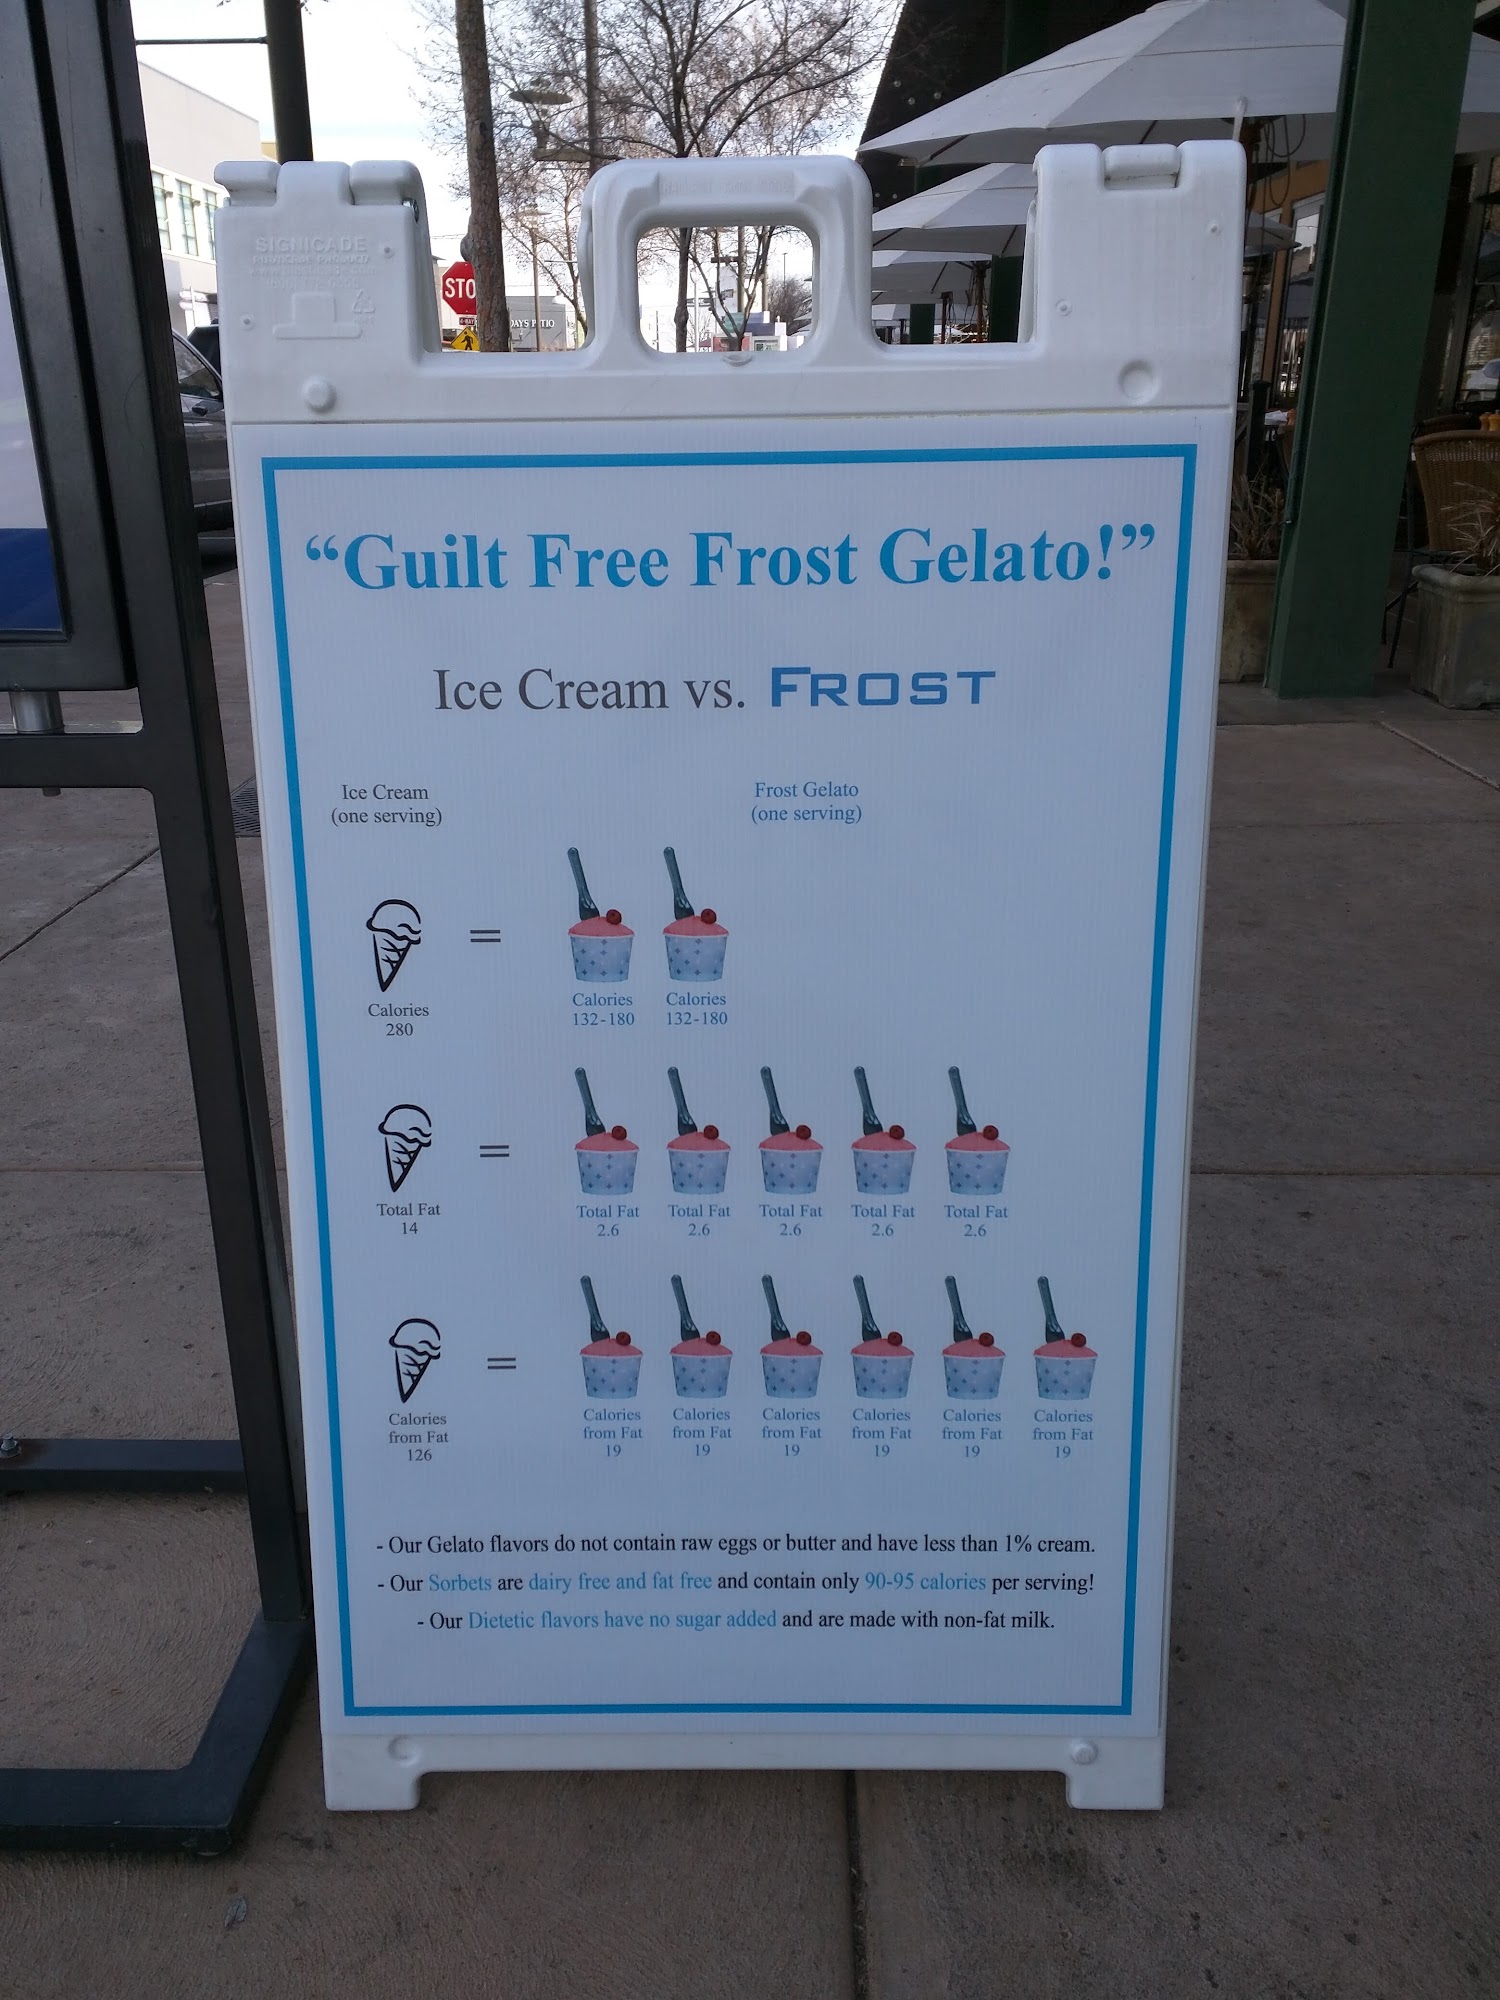 SIGNICADE
STO
DAYS PATIO
“Guilt Free Frost Gelato!”
Ice Cream vs. FROST
Ice Cream
(one serving)
Frost Gelato
(one serving)
=
Calories
280
Calories
132-180
Calories
132-180
=
Total Fat
14
Total Fat
2.6
Total Fat
2.6
Total Fat
2.6
Total Fat
2.6
Total Fat
2.6
=
Calories
from Fat
126
Calories
from Fat
19
Calories
from Fat
19
Calories
from Fat
19
Calories
from Fat
19
Calories
from Fat
19
Calories
from Fat
19
- Our Gelato flavors do not contain raw eggs or butter and have less than 1% cream.
- Our Sorbets are dairy free and fat free and contain only 90-95 calories per serving!
- Our Dietetic flavors have no sugar added and are made with non-fat milk.